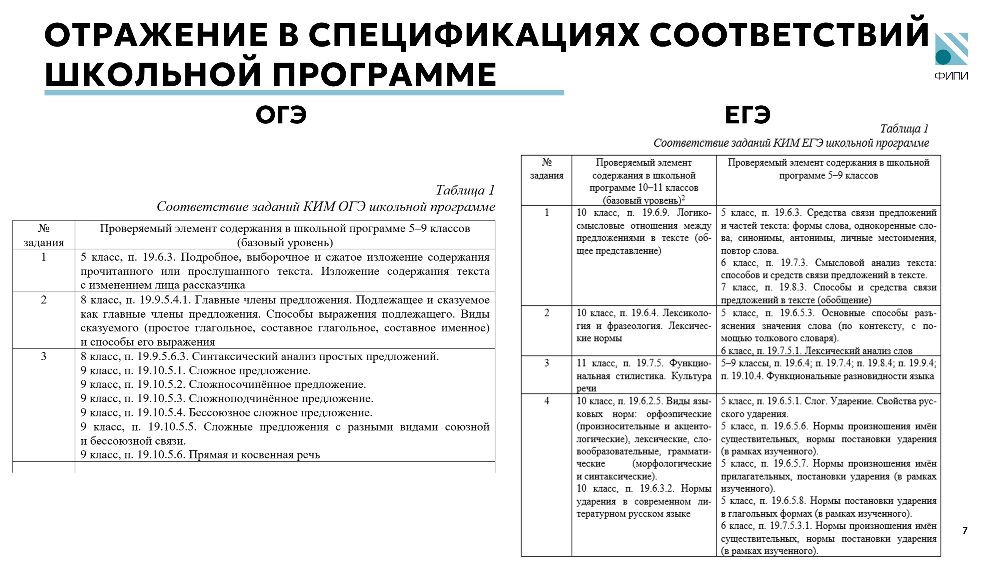 ОТРАЖЕНИЕ В СПЕЦИФИКАЦИЯХ СООТВЕТСТВИЙ
ШКОЛЬНОЙ ПРОГРАММЕ
ФИПИ
ОГЭ
Таблица 1
Соответствие заданий КИМ ОГЭ школьной программе
№
задания
Проверяемый элемент содержания в школьной программе 5–9 классов
(базовый уровень)
1
5 класс, п. 19.6.3. Подробное, выборочное и сжатое изложение содержания
прочитанного или прослушанного текста. Изложение содержания текста
с изменением лица рассказчика
2
8 класс, п. 19.9.5.4.1. Главные члены предложения. Подлежащее и сказуемое
как главные члены предложения. Способы выражения подлежащего. Виды
сказуемого (простое глагольное, составное глагольное, составное именное)
и способы его выражения
3
8 класс, п. 19.9.5.6.3. Синтаксический анализ простых предложений.
9 класс, п. 19.10.5.1. Сложное предложение.
9 класс, п. 19.10.5.2. Сложносочинённое предложение.
9 класс, п. 19.10.5.3. Сложноподчинённое предложение.
9 класс, п. 19.10.5.4. Бессоюзное сложное предложение.
9 класс, п. 19.10.5.5. Сложные предложения с разными видами союзной
и бессоюзной связи.
9 класс, п. 19.10.5.6. Прямая и косвенная речь
ЕГЭ
Таблица 1
Соответствие заданий КИМ ЕГЭ школьной программе
№
задания
Проверяемый элемент
содержания в школьной
программе 10–11 классов
(базовый уровень)²
Проверяемый элемент содержания в школьной
программе 5–9 классов
1
10 класс, п. 19.6.9. Логико-
смысловые отношения между
предложениями в тексте (об-
щее представление)
5 класс, п. 19.6.3. Средства связи предложений
и частей текста: формы слова, однокоренные сло-
ва, синонимы, антонимы, личные местоимения,
повтор слова.
6 класс, п. 19.7.3. Смысловой анализ текста:
способов и средств связи предложений в тексте.
7 класс, п. 19.8.3. Способы и средства связи
предложений в тексте (обобщение)
2
10 класс, п. 19.6.4. Лексиколо-
гия и фразеология. Лексичес-
кие нормы
5 класс, п. 19.6.5.3. Основные способы разъ-
яснения значения слова (по контексту, с по-
мощью толкового словаря).
6 класс, п. 19.7.5.1. Лексический анализ слов
3
11 класс, п. 19.7.5. Функцио-
нальная стилистика. Культура
речи
5–9 классы, п. 19.6.4; п. 19.7.4; п. 19.8.4; п. 19.9.4;
п. 19.10.4. Функциональные разновидности языка
4
10 класс, п. 19.6.2.5. Виды язы-
ковых норм: орфоэпические
(произносительные и акценто-
логические), лексические, сло-
вообразовательные, граммати-
ческие (морфологические
и синтаксические).
10 класс, п. 19.6.3.2. Нормы
ударения в современном ли-
тературном русском языке
5 класс, п. 19.6.5.1. Слог. Ударение. Свойства рус-
ского ударения.
5 класс, п. 19.6.5.6. Нормы произношения имён
существительных, нормы постановки ударения
(в рамках изученного).
5 класс, п. 19.6.5.7. Нормы произношения имён
прилагательных, постановки ударения (в рамках
изученного).
5 класс, п. 19.6.5.8. Нормы постановки ударения
в глагольных формах (в рамках изученного).
6 класс, п. 19.7.5.3.1. Нормы произношения имён
существительных, нормы постановки ударения
(в рамках изученного).
7